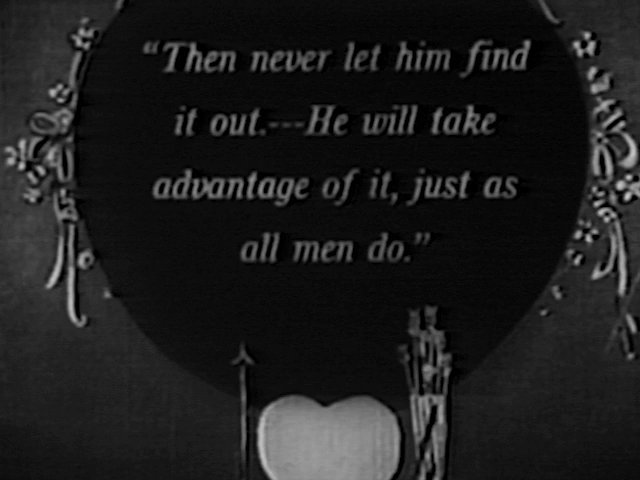 “Then never let him find
it out.---He will take
advantage of it, just as
all men do.”